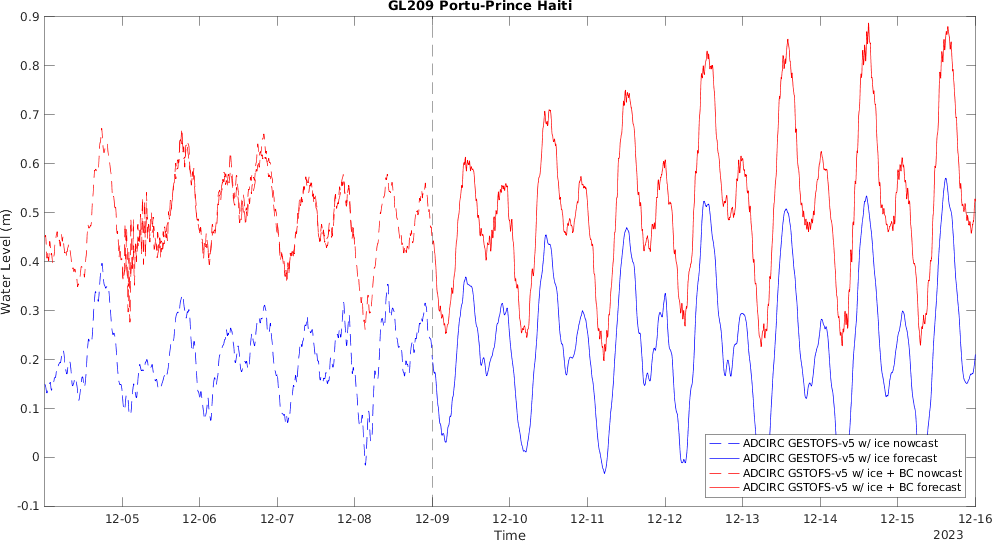 GL209 Portu-Prince Haiti
0.9
0.8
0.7
0.6
0.5
0.4
0.3
0.2
0.1
0
-0.1
Water Level (m)
ADCIRC GESTOFS-v5 w/ ice nowcast
ADCIRC GESTOFS-v5 w/ ice forecast
ADCIRC GSTOFS-v5 w/ ice + BC nowcast
ADCIRC GSTOFS-v5 w/ ice + BC forecast
12-05 12-06 12-07 12-08 12-09 12-10 12-11 12-12 12-13 12-14 12-15 12-16
Time
2023